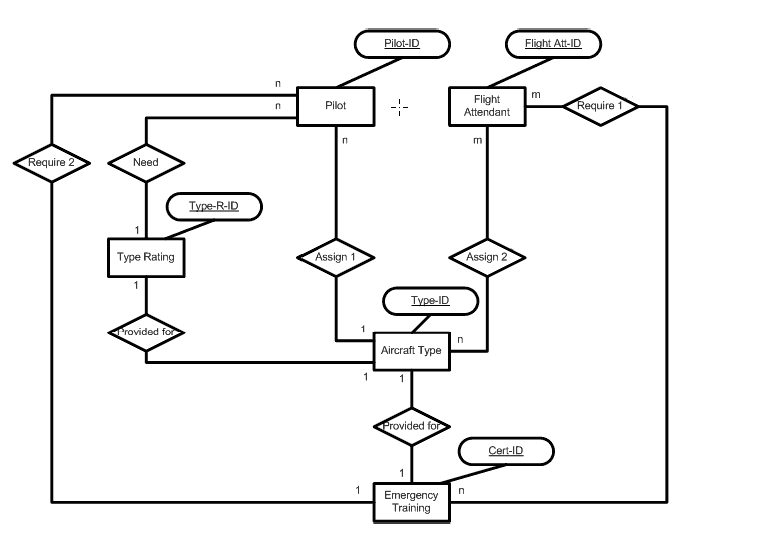 Pilot-ID
Flight Att-ID
n
n
Pilot
Flight
Attendant
m
Require 1
n
m
Require 2
Need
Type-R-ID
1
Type Rating
Assign 1
Assign 2
1
Type-ID
Provided for
1
n
Aircraft Type
1
1
Provided for
Cert-ID
1
1
n
Emergency
Training